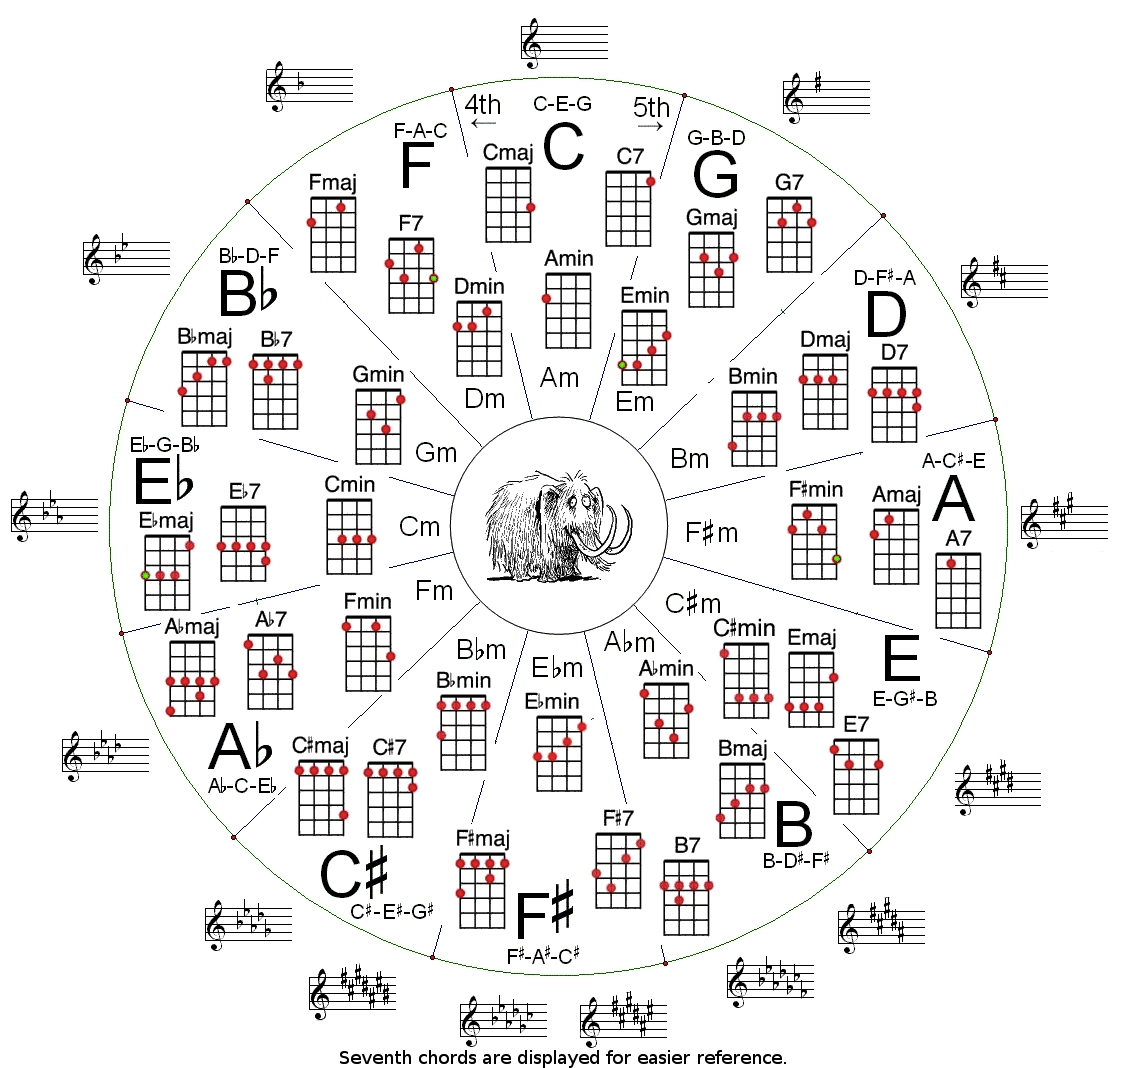 C-E-G
4th
5th
←
→
C
Cmaj
C7
Amin
Am
G-B-D
G
Gmaj
G7
Emin
Em
D-F♯-A
D
Dmaj
D7
Bmin
Bm
A-C♯-E
A
Amaj
A7
F♯min
F♯m
E
E-G♯-B
Emaj
E7
C♯min
C♯m
Bmaj
B
B-D♯-F♯
B7
A♭min
A♭m
F♯maj
F♯7
F♯
F♯-A♯-C♯
E♭min
E♭m
C♯maj
C♯7
C♯
C♯-E♯-G♯
B♭min
B♭m
A♭maj
A♭7
A♭
A♭-C-E♭
Fmin
Fm
E♭-G-B♭
E♭
E♭maj
E♭7
Cmin
Cm
B♭-D-F
B♭
B♭maj
B♭7
Gmin
Gm
F-A-C
F
Fmaj
F7
Dmin
Dm
Seventh chords are displayed for easier reference.